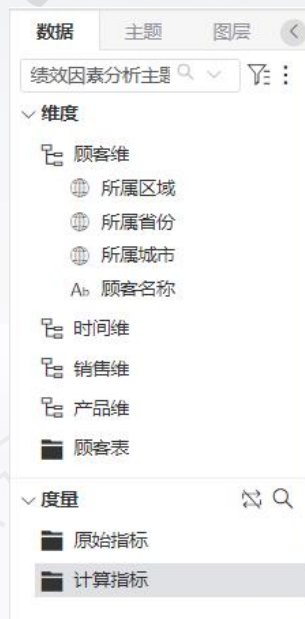 数据 主题 图层
绩效因素分析主题
维度
顾客维
所属区域
所属省份
所属城市
Ab 顾客名称
时间维
销售维
产品维
顾客表
度量
原始指标
计算指标